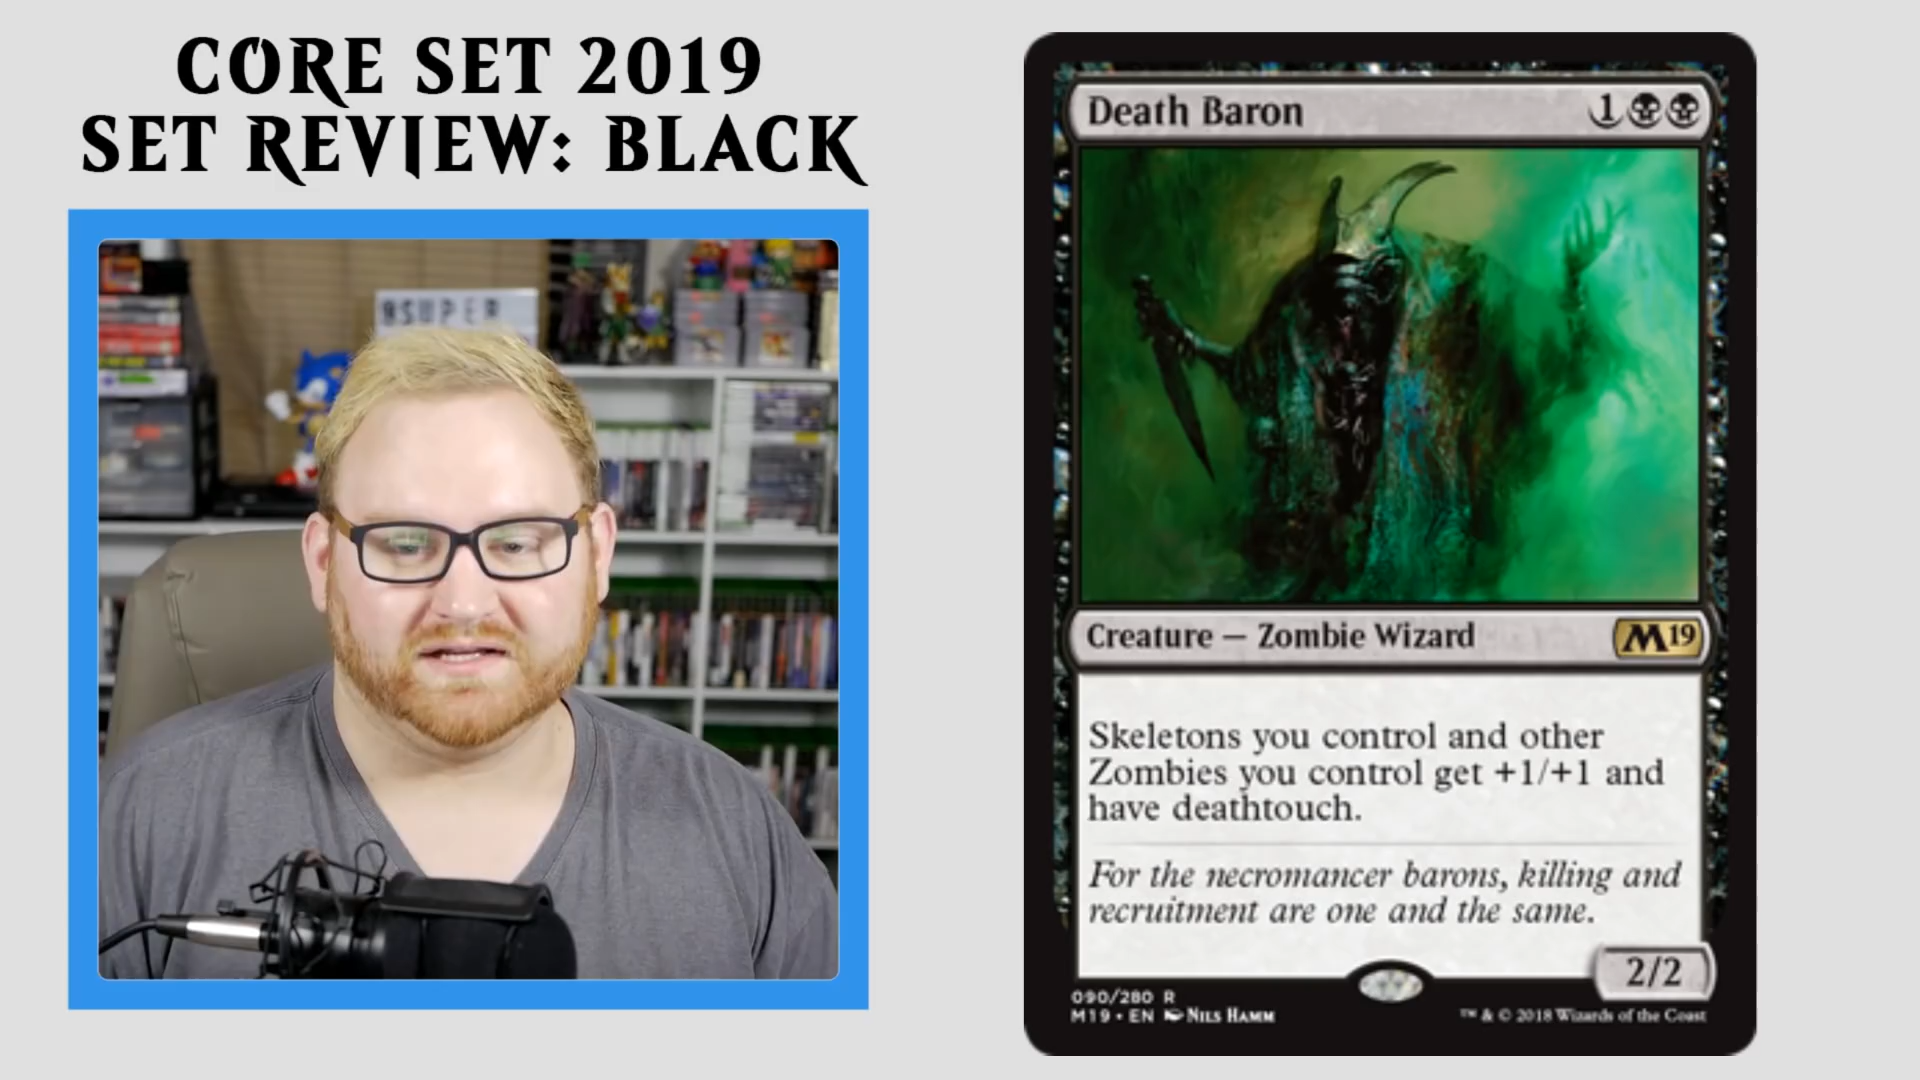 CORE SET 2019
SET REVIEW: BLACK
SUPER
Death Baron 1
Creature — Zombie Wizard M19
Skeletons you control and other
Zombies you control get +1/+1 and
have deathtouch.
For the necromancer barons, killing and
recruitment are one and the same.
2/2
090/280 R
M19 • EN NILS HAMM
™ & © 2018 Wizards of the Coast